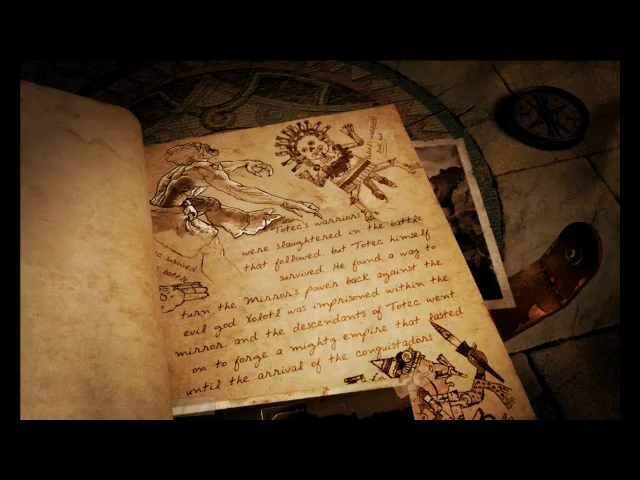 Totec's warriors
were slaughtered in the battle
that followed, but Totec himself
survived. He found a way to
turn the Mirror's power back against the
evil god. Xolotl was imprisoned within the
mirror, and the descendants of Totec went
on to forge a mighty empire that lasted
until the arrival of the conquistadors